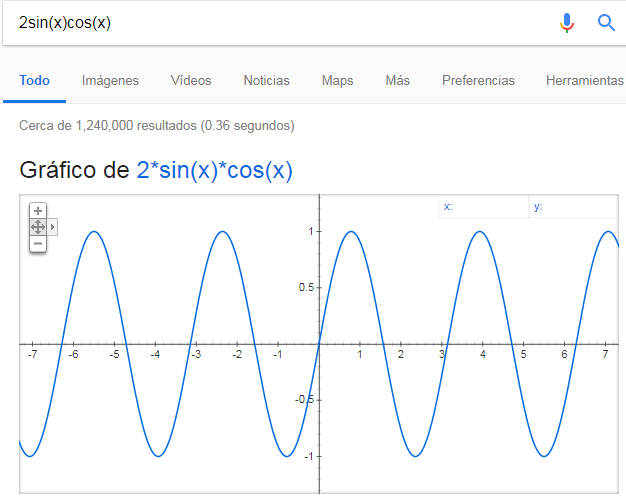 2sin(x)cos(x)
Todo Imágenes Vídeos Noticias Maps Más Preferencias Herramientas
Cerca de 1,240,000 resultados (0.36 segundos)
Gráfico de 2*sin(x)*cos(x)
+
−
x: y:
1
0.5
-7 -6 -5 -4 -3 -2 -1 0 1 2 3 4 5 6 7
-0.5
-1